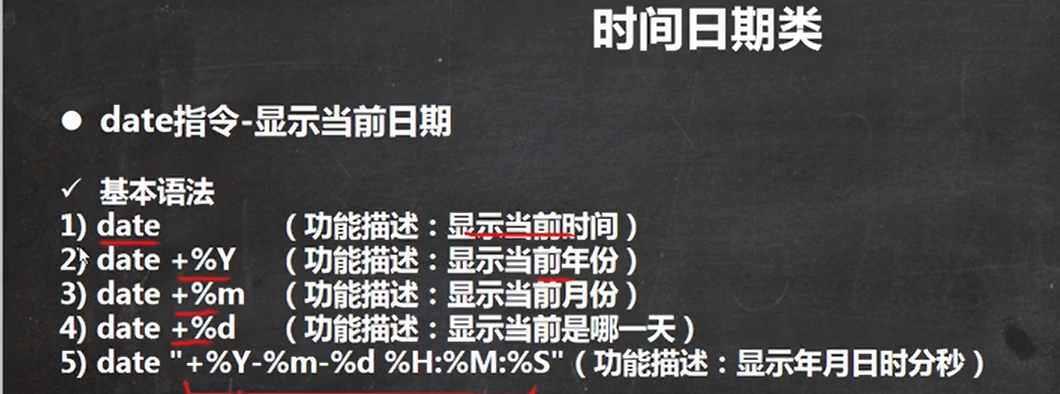 时间日期类
● date指令-显示当前日期
✓ 基本语法
1) date （功能描述：显示当前时间）
2) date +%Y （功能描述：显示当前年份）
3) date +%m （功能描述：显示当前月份）
4) date +%d （功能描述：显示当前是哪一天）
5) date "+%Y-%m-%d %H:%M:%S"（功能描述：显示年月日时分秒）